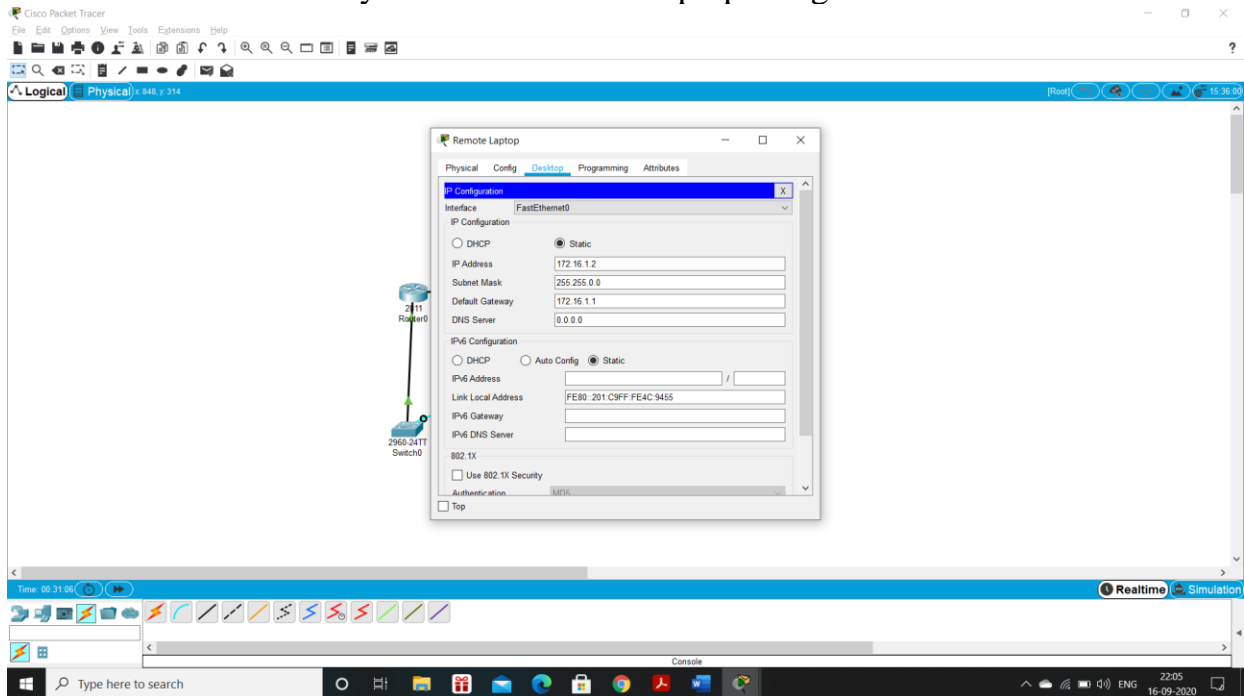 Cisco Packet Tracer
File Edit Options View Tools Extensions Help
?
Logical Physical x: 848, y: 314 [Root] 15:36:00
Remote Laptop
Physical Config Desktop Programming Attributes
IP Configuration X
Interface FastEthernet0
IP Configuration
DHCP Static
IP Address 172.16.1.2
Subnet Mask 255.255.0.0
Default Gateway 172.16.1.1
DNS Server 0.0.0.0
IPv6 Configuration
DHCP Auto Config Static
IPv6 Address /
Link Local Address FE80::201:C9FF:FE4C:9455
IPv6 Gateway
IPv6 DNS Server
802.1X
Use 802.1X Security
Authentication MD5
Top
2811
Router0
2960-24TT
Switch0
Time: 00:31:06 Realtime Simulation
Console
Type here to search
ENG
22:05
16-09-2020